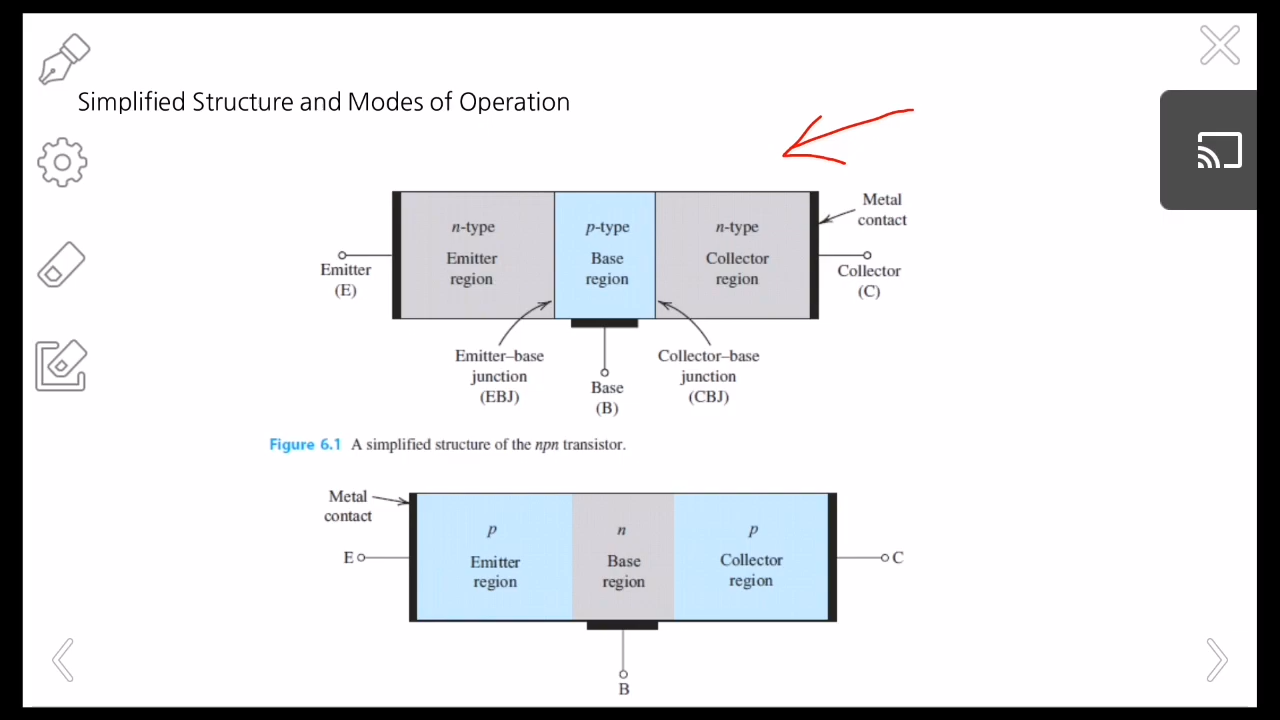 Simplified Structure and Modes of Operation
n-type
p-type
n-type
Metal
contact
Emitter
region
Base
region
Collector
region
Emitter
(E)
Collector
(C)
Emitter–base
junction
(EBJ)
Base
(B)
Collector–base
junction
(CBJ)
Figure 6.1 A simplified structure of the npn transistor.
Metal
contact
p
n
p
E
Emitter
region
Base
region
Collector
region
C
B